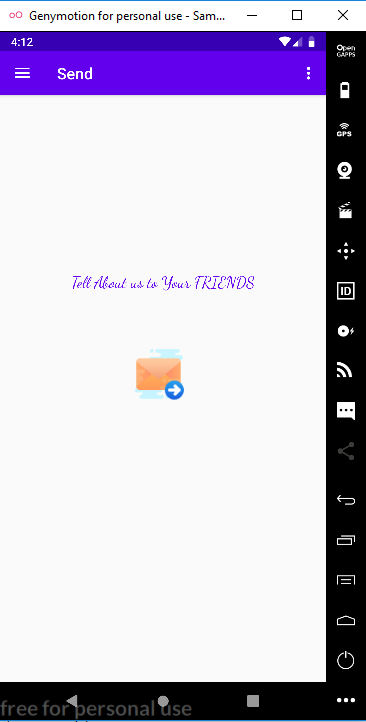 Genymotion for personal use - Sam...
4:12
Open
GAPPS
Send
GPS
Tell About us to Your FRIENDS
ID
free for personal use